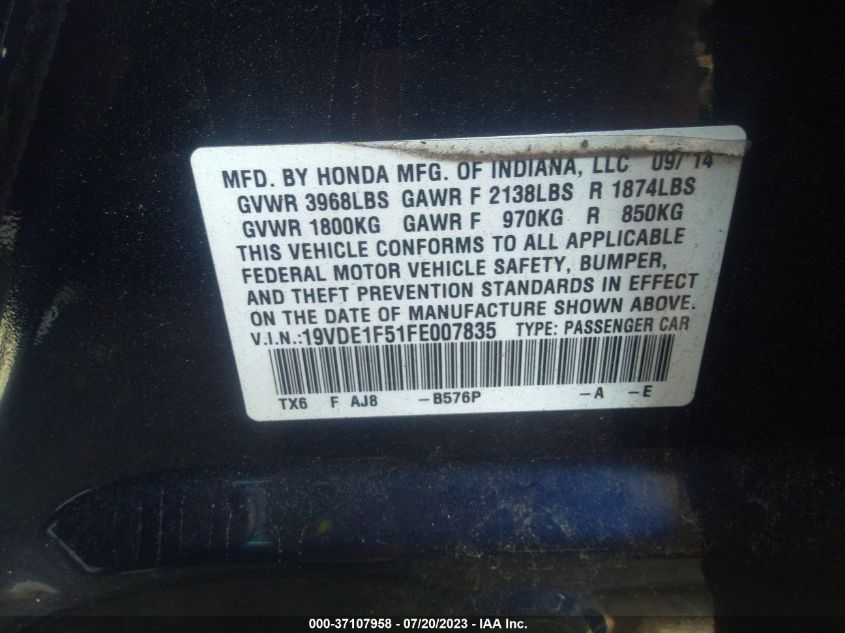 MFD. BY HONDA MFG. OF INDIANA, LLC 09/14
GVWR 3968LBS GAWR F 2138LBS R 1874LBS
GVWR 1800KG GAWR F 970KG R 850KG
THIS VEHICLE CONFORMS TO ALL APPLICABLE
FEDERAL MOTOR VEHICLE SAFETY, BUMPER,
AND THEFT PREVENTION STANDARDS IN EFFECT
ON THE DATE OF MANUFACTURE SHOWN ABOVE.
V.I.N.:19VDE1F51FE007835 TYPE: PASSENGER CAR
TX6 F AJ8 -B576P -A -E
000-37107958 - 07/20/2023 - IAA Inc.